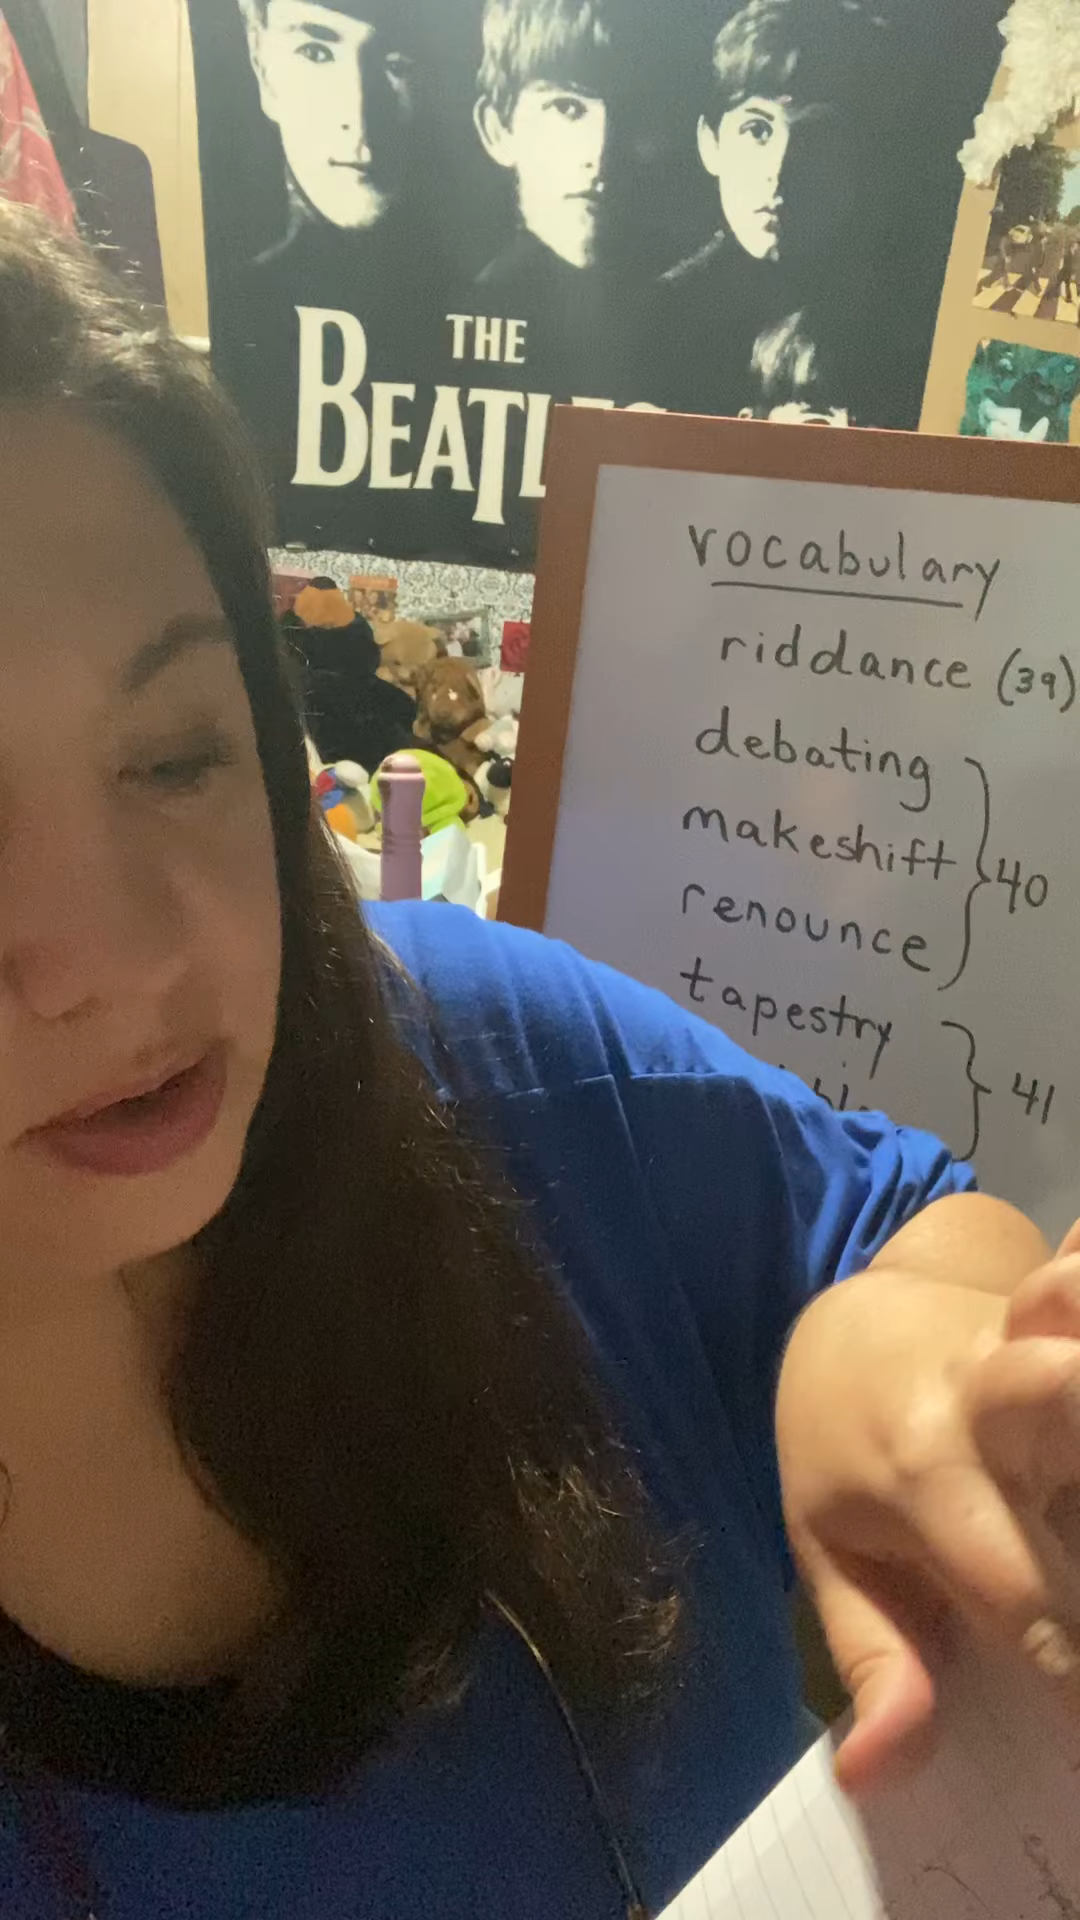 THE
BEATL
vocabulary
riddance (39)
debating
makeshift
40
renounce
tapestry
41